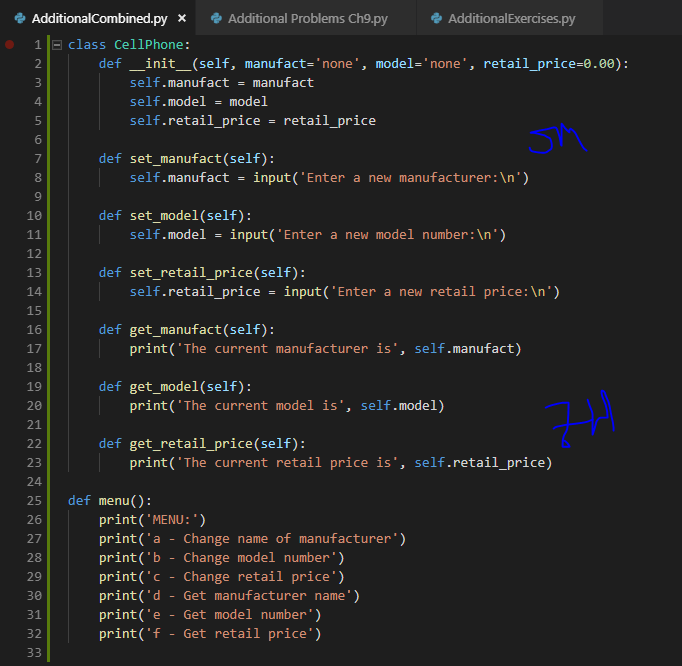 AdditionalCombined.py × Additional Problems Ch9.py AdditionalExercises.py
1 class CellPhone:
2 def __init__(self, manufact='none', model='none', retail_price=0.00):
3 self.manufact = manufact
4 self.model = model
5 self.retail_price = retail_price
6
7 def set_manufact(self):
8 self.manufact = input('Enter a new manufacturer:\n')
9
10 def set_model(self):
11 self.model = input('Enter a new model number:\n')
12
13 def set_retail_price(self):
14 self.retail_price = input('Enter a new retail price:\n')
15
16 def get_manufact(self):
17 print('The current manufacturer is', self.manufact)
18
19 def get_model(self):
20 print('The current model is', self.model)
21
22 def get_retail_price(self):
23 print('The current retail price is', self.retail_price)
24
25 def menu():
26 print('MENU:')
27 print('a - Change name of manufacturer')
28 print('b - Change model number')
29 print('c - Change retail price')
30 print('d - Get manufacturer name')
31 print('e - Get model number')
32 print('f - Get retail price')
33